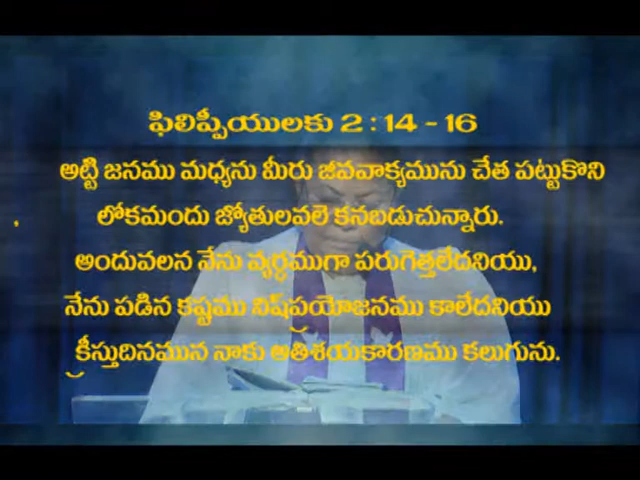 ఫిలిప్పీయులకు 2 : 14 - 16
అట్టి జనము మధ్యను మీరు జీవవాక్యమును చేత పట్టుకొని
లోకమందు జ్యోతులవలె కనబడుచున్నారు.
అందువలన నేను వ్యర్థముగా పరుగెత్తలేదనియు,
నేను పడిన కష్టము నిష్‌ప్రయోజనము కాలేదనియు
క్రీస్తుదినమున నాకు అతిశయకారణము కలుగును.